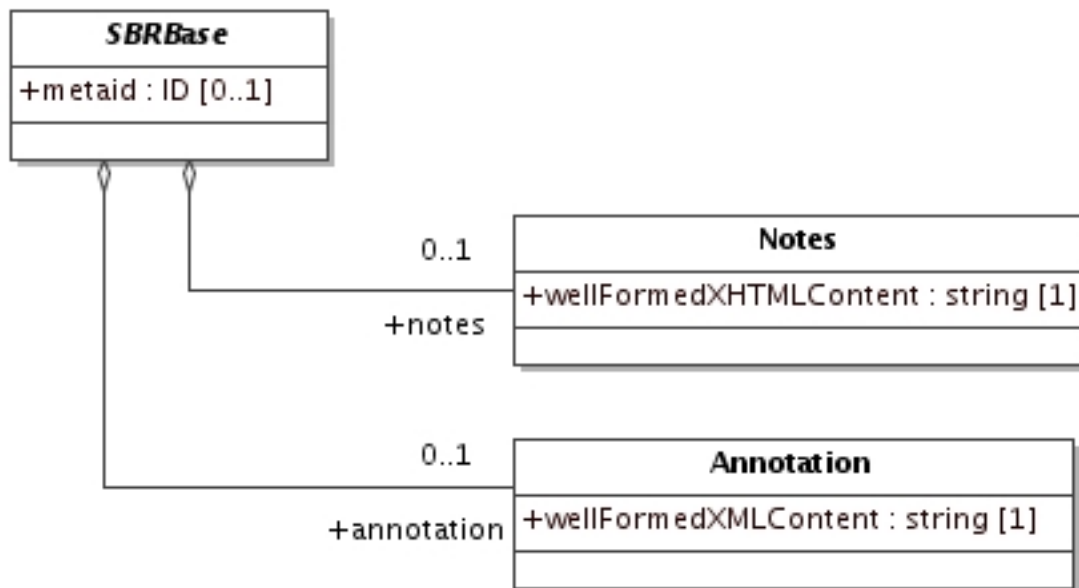 SBRBase
+metaid : ID [0..1]
0..1
Notes
+wellFormedXHTMLContent : string [1]
+notes
0..1
Annotation
+wellFormedXMLContent : string [1]
+annotation